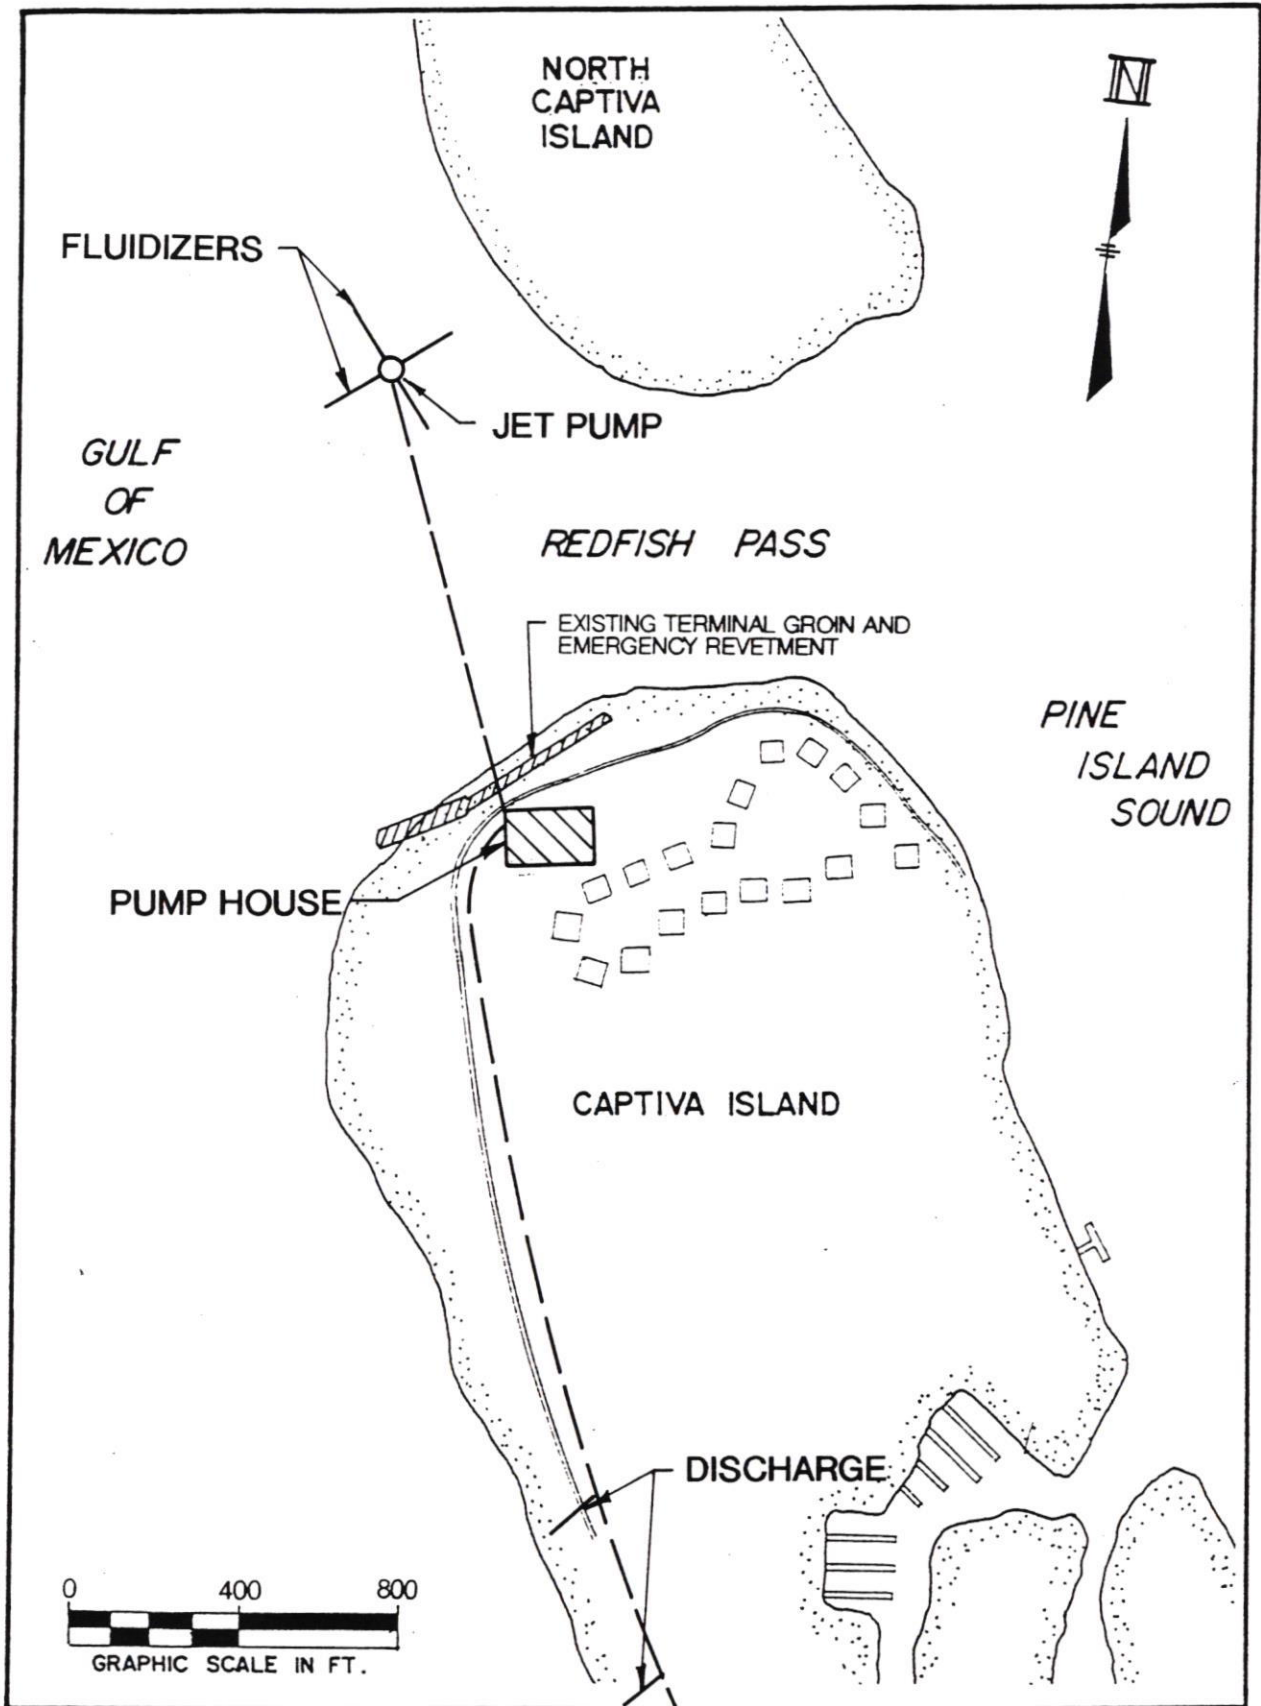 NORTH
CAPTIVA
ISLAND
N
FLUIDIZERS
JET PUMP
GULF
OF
MEXICO
REDFISH PASS
EXISTING TERMINAL GROIN AND
EMERGENCY REVETMENT
PINE
ISLAND
SOUND
PUMP HOUSE
CAPTIVA ISLAND
DISCHARGE
0 400 800
GRAPHIC SCALE IN FT.